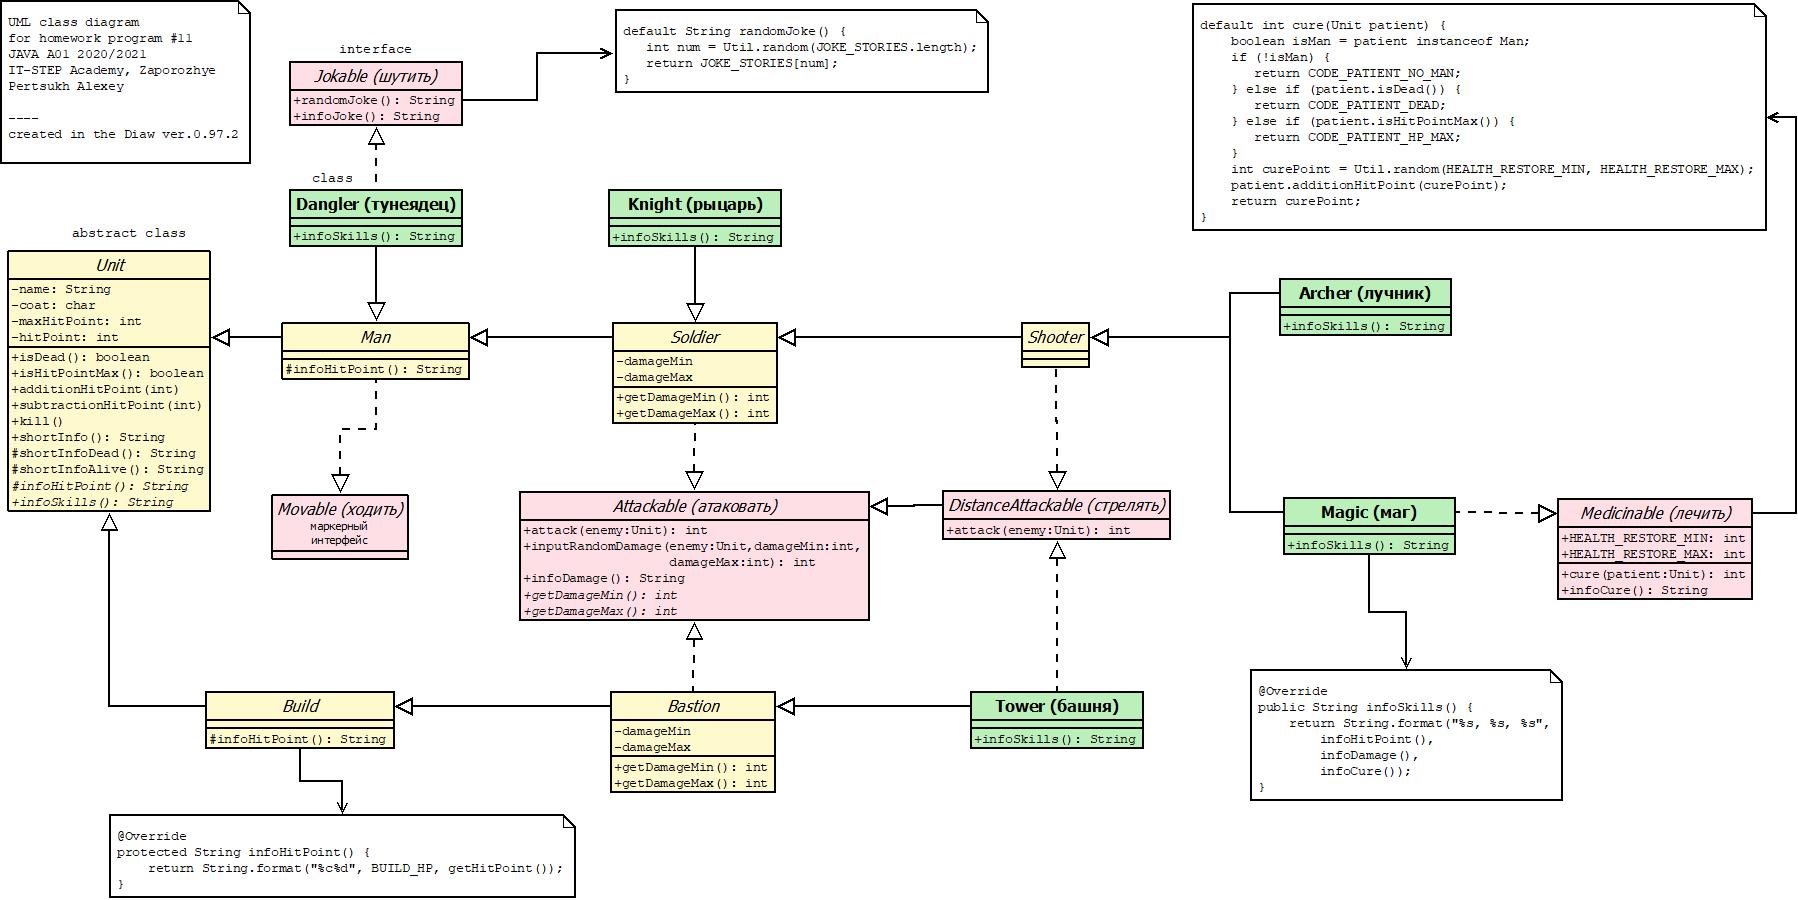 UML class diagram
for homework program #11
JAVA A01 2020/2021
IT-STEP Academy, Zaporozhye
Pertsukh Alexey
----
created in the Diaw ver.0.97.2
interface
Jokable (шутить)
+randomJoke(): String
+infoJoke(): String
default String randomJoke() {
int num = Util.random(JOKE_STORIES.length);
return JOKE_STORIES[num];
}
default int cure(Unit patient) {
boolean isMan = patient instanceof Man;
if (!isMan) {
return CODE_PATIENT_NO_MAN;
} else if (patient.isDead()) {
return CODE_PATIENT_DEAD;
} else if (patient.isHitPointMax()) {
return CODE_PATIENT_HP_MAX;
}
int curePoint = Util.random(HEALTH_RESTORE_MIN, HEALTH_RESTORE_MAX);
patient.additionHitPoint(curePoint);
return curePoint;
}
class
Dangler (тунеядец)
+infoSkills(): String
Knight (рыцарь)
+infoSkills(): String
abstract class
Unit
-name: String
-coat: char
-maxHitPoint: int
-hitPoint: int
+isDead(): boolean
+isHitPointMax(): boolean
+additionHitPoint(int)
+subtractionHitPoint(int)
+kill()
+shortInfo(): String
#shortInfoDead(): String
#shortInfoAlive(): String
#infoHitPoint(): String
+infoSkills(): String
Man
#infoHitPoint(): String
Soldier
-damageMin
-damageMax
+getDamageMin(): int
+getDamageMax(): int
Shooter
Archer (лучник)
+infoSkills(): String
Movable (ходить)
маркерный
интерфейс
Attackable (атаковать)
+attack(enemy:Unit): int
+inputRandomDamage(enemy:Unit,damageMin:int,
damageMax:int): int
+infoDamage(): String
+getDamageMin(): int
+getDamageMax(): int
DistanceAttackable (стрелять)
+attack(enemy:Unit): int
Magic (маг)
+infoSkills(): String
Medicinable (лечить)
+HEALTH_RESTORE_MIN: int
+HEALTH_RESTORE_MAX: int
+cure(patient:Unit): int
+infoCure(): String
Build
#infoHitPoint(): String
Bastion
-damageMin
-damageMax
+getDamageMin(): int
+getDamageMax(): int
Tower (башня)
+infoSkills(): String
@Override
public String infoSkills() {
return String.format("%s, %s, %s",
infoHitPoint(),
infoDamage(),
infoCure());
}
@Override
protected String infoHitPoint() {
return String.format("%c%d", BUILD_HP, getHitPoint());
}